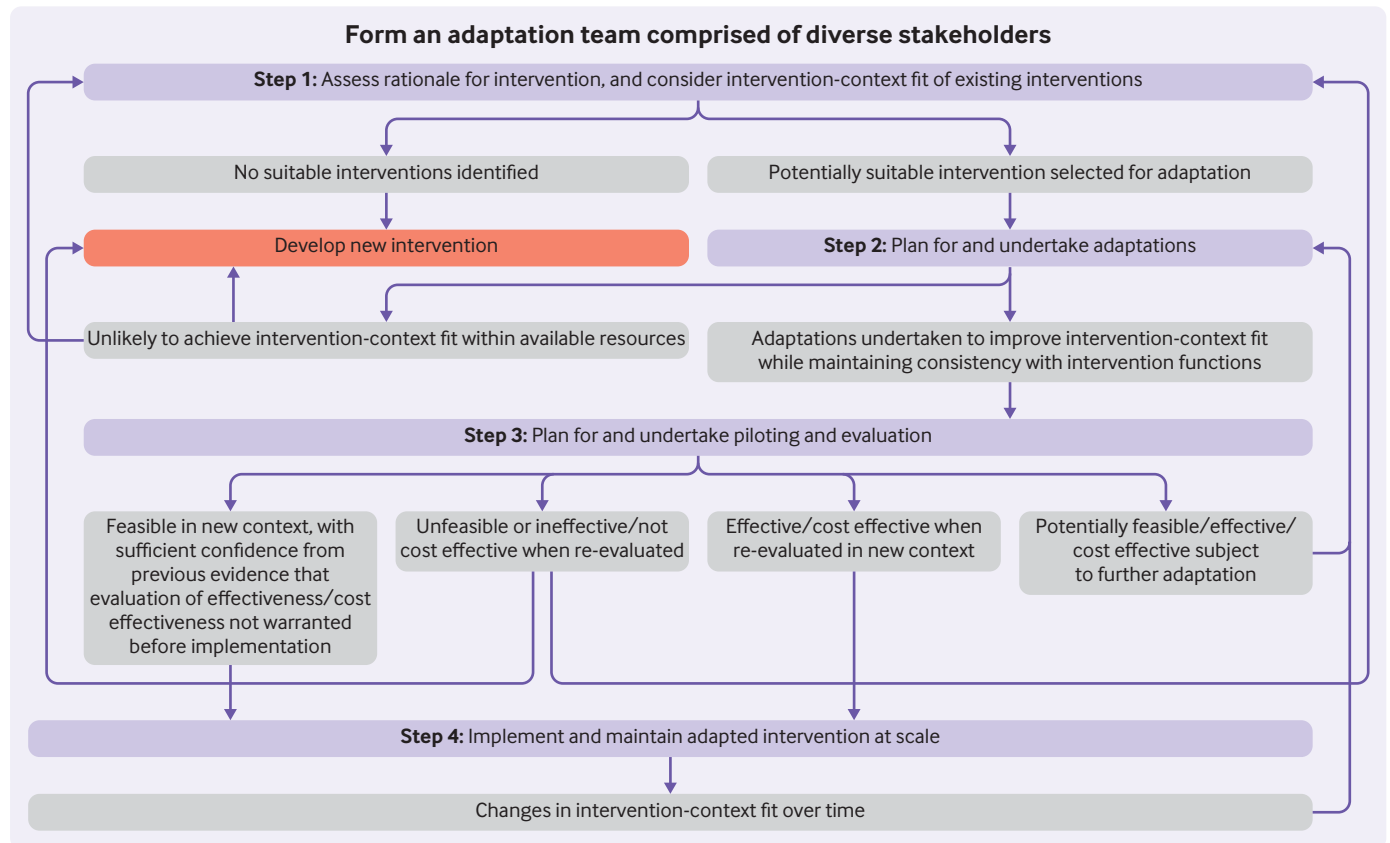 Form an adaptation team comprised of diverse stakeholders
Step 1: Assess rationale for intervention, and consider intervention-context fit of existing interventions
No suitable interventions identified
Potentially suitable intervention selected for adaptation
Develop new intervention
Step 2: Plan for and undertake adaptations
Unlikely to achieve intervention-context fit within available resources
Adaptations undertaken to improve intervention-context fit
while maintaining consistency with intervention functions
Step 3: Plan for and undertake piloting and evaluation
Feasible in new context, with
sufficient confidence from
previous evidence that
evaluation of effectiveness/cost
effectiveness not warranted
before implementation
Unfeasible or ineffective/not
cost effective when re-evaluated
Effective/cost effective when
re-evaluated in new context
Potentially feasible/effective/
cost effective subject
to further adaptation
Step 4: Implement and maintain adapted intervention at scale
Changes in intervention-context fit over time